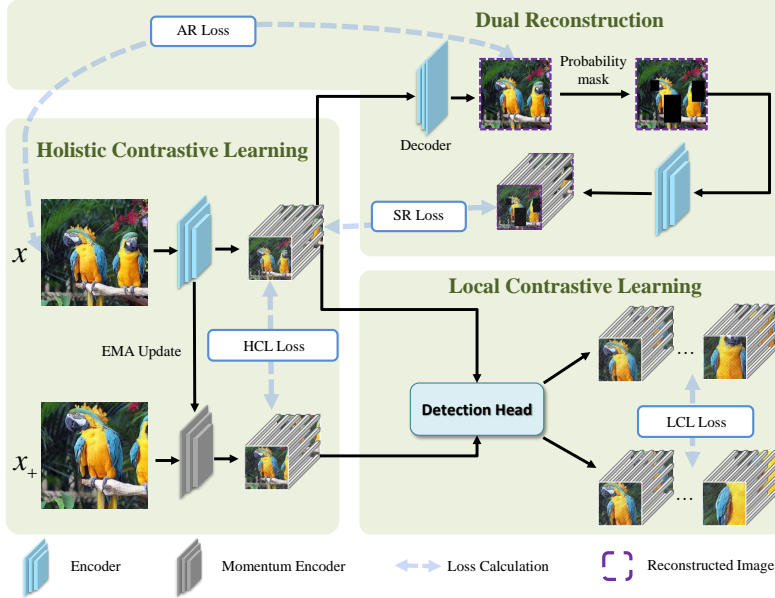 AR Loss
Dual Reconstruction
Probability
mask
Decoder
Holistic Contrastive Learning
SR Loss
x
Local Contrastive Learning
EMA Update
HCL Loss
...
Detection Head
LCL Loss
x+
...
Encoder
Momentum Encoder
Loss Calculation
Reconstructed Image